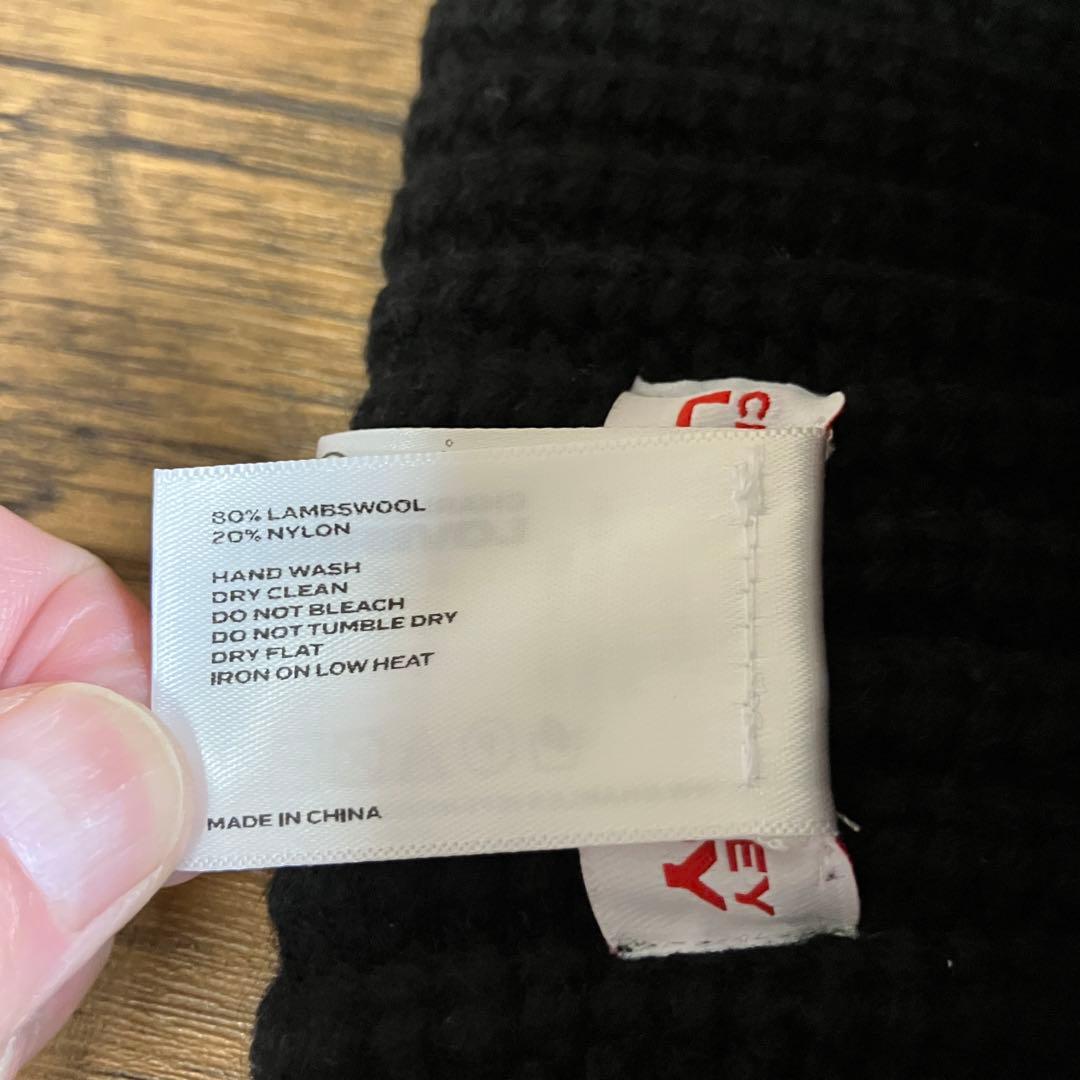 80% LAMBSWOOL
20% NYLON
HAND WASH
DRY CLEAN
DO NOT BLEACH
DO NOT TUMBLE DRY
DRY FLAT
IRON ON LOW HEAT
MADE IN CHINA
EY
Y